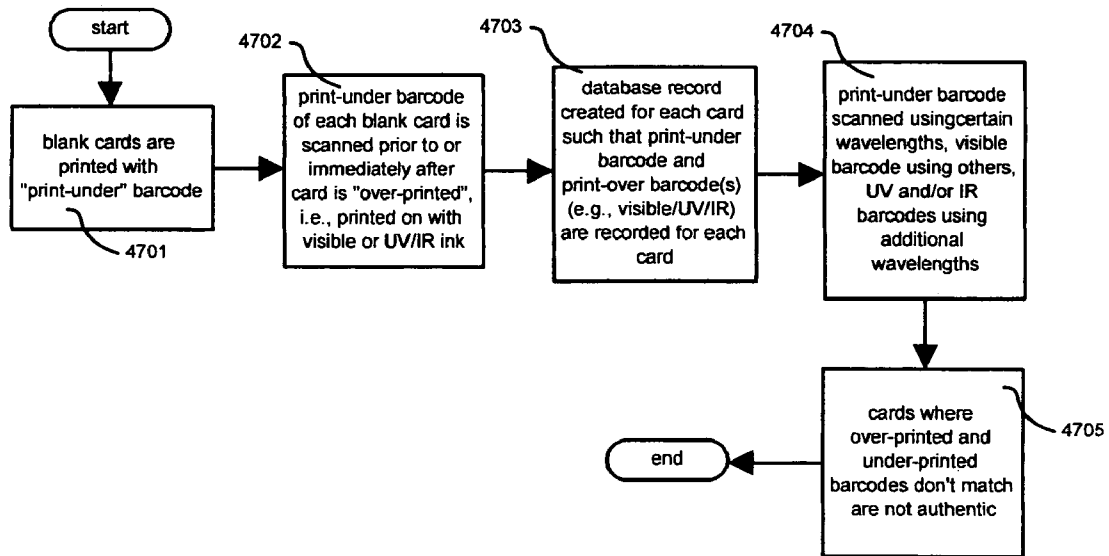 start
4701
blank cards are
printed with
"print-under" barcode
4702
print-under barcode
of each blank card is
scanned prior to or
immediately after
card is "over-printed",
i.e., printed on with
visible or UV/IR ink
4703
database record
created for each card
such that print-under
barcode and
print-over barcode(s)
(e.g., visible/UV/IR)
are recorded for each
card
4704
print-under barcode
scanned usingcertain
wavelengths, visible
barcode using others,
UV and/or IR
barcodes using
additional
wavelengths
4705
cards where
over-printed and
under-printed
barcodes don't match
are not authentic
end